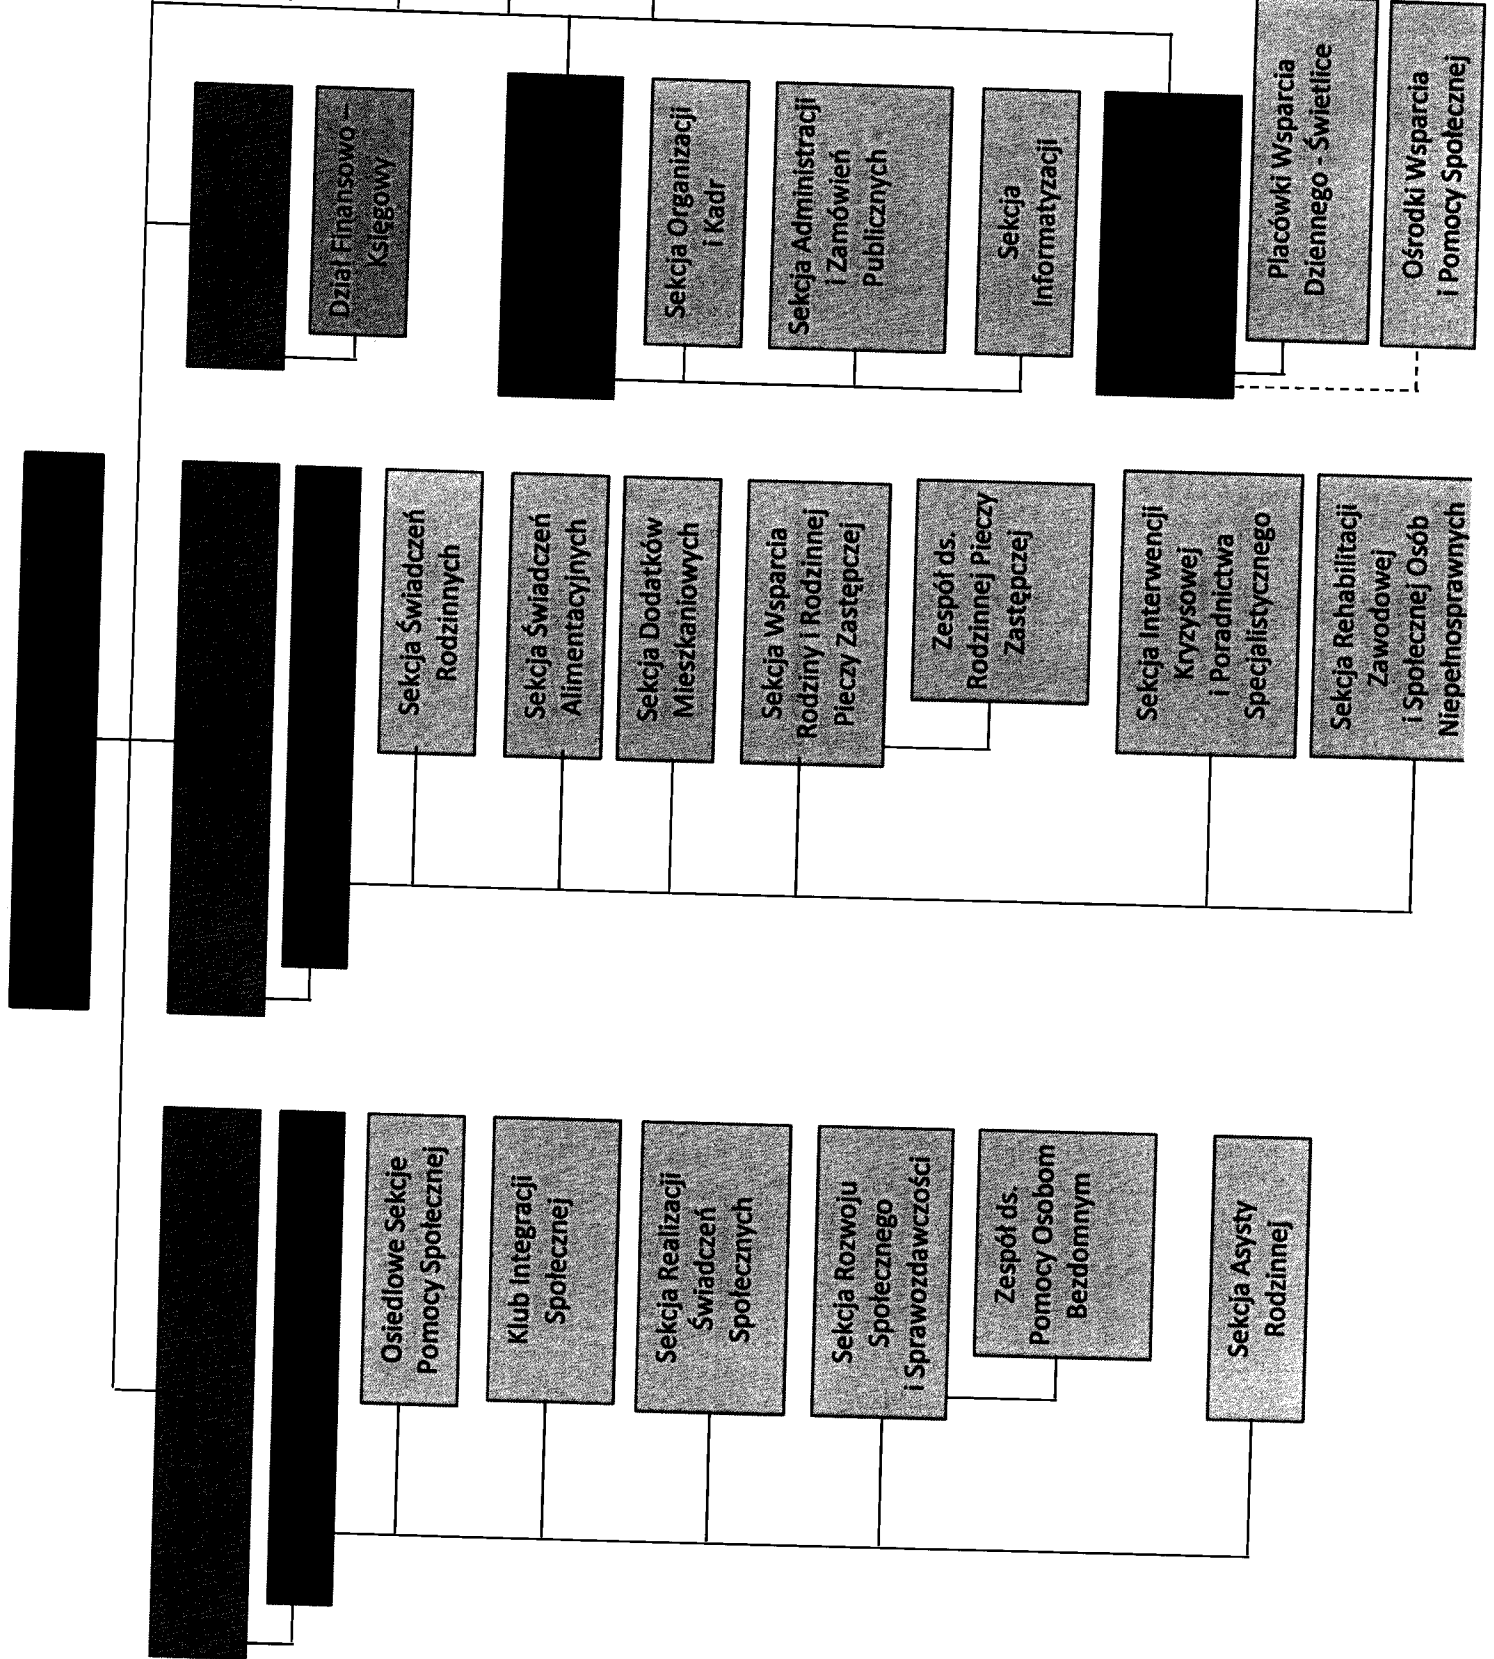 Osiedlowe Sekcje
Pomocy Społecznej
Klub Integracji
Społecznej
Sekcja Realizacji
Świadczeń
Społecznych
Sekcja Rozwoju
Społecznego
i Sprawozdawczości
Zespół ds.
Pomocy Osobom
Bezdomnym
Sekcja Asysty
Rodzinnej
Sekcja Świadczeń
Rodzinnych
Sekcja Świadczeń
Alimentacyjnych
Sekcja Dodatków
Mieszkaniowych
Sekcja Wsparcia
Rodziny i Rodzinnej
Pieczy Zastępczej
Zespół ds.
Rodzinnej Pieczy
Zastępczej
Sekcja Interwencji
Kryzysowej
i Poradnictwa
Specjalistycznego
Sekcja Rehabilitacji
Zawodowej
i Społecznej Osób
Niepełnosprawnych
Dział Finansowo –
Księgowy
Sekcja Organizacji
i Kadr
Sekcja Administracji
i Zamówień
Publicznych
Sekcja
Informatyzacji
Placówki Wsparcia
Dziennego - Świetlice
Ośrodki Wsparcia
i Pomocy Społecznej